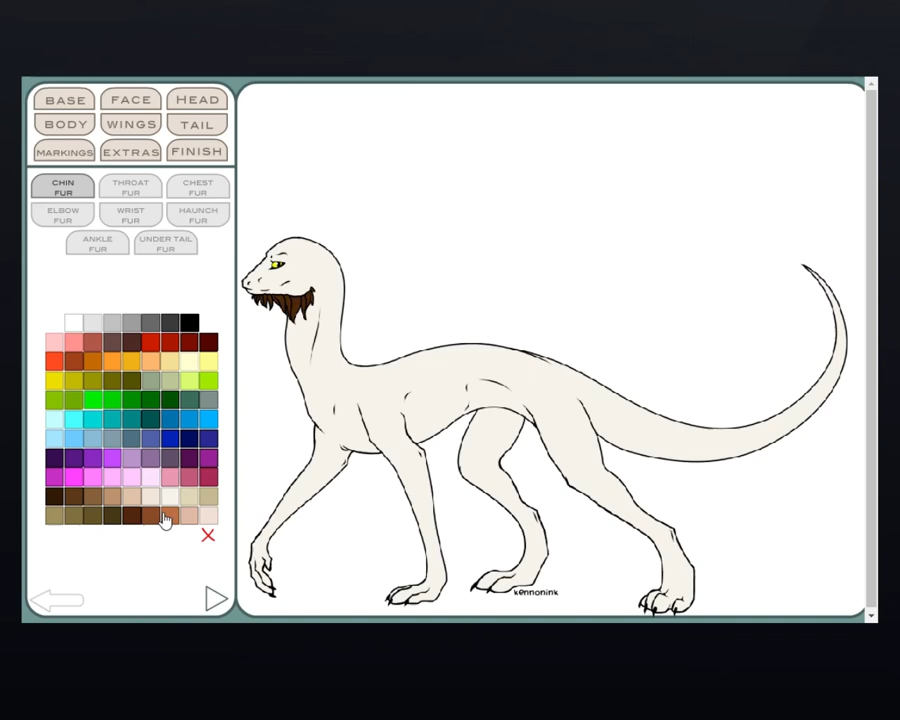 BASE FACE HEAD
BODY WINGS TAIL
MARKINGS EXTRAS FINISH
CHIN FUR
THROAT FUR
CHEST FUR
ELBOW FUR
WRIST FUR
HAUNCH FUR
ANKLE FUR
UNDER TAIL FUR
kennonink